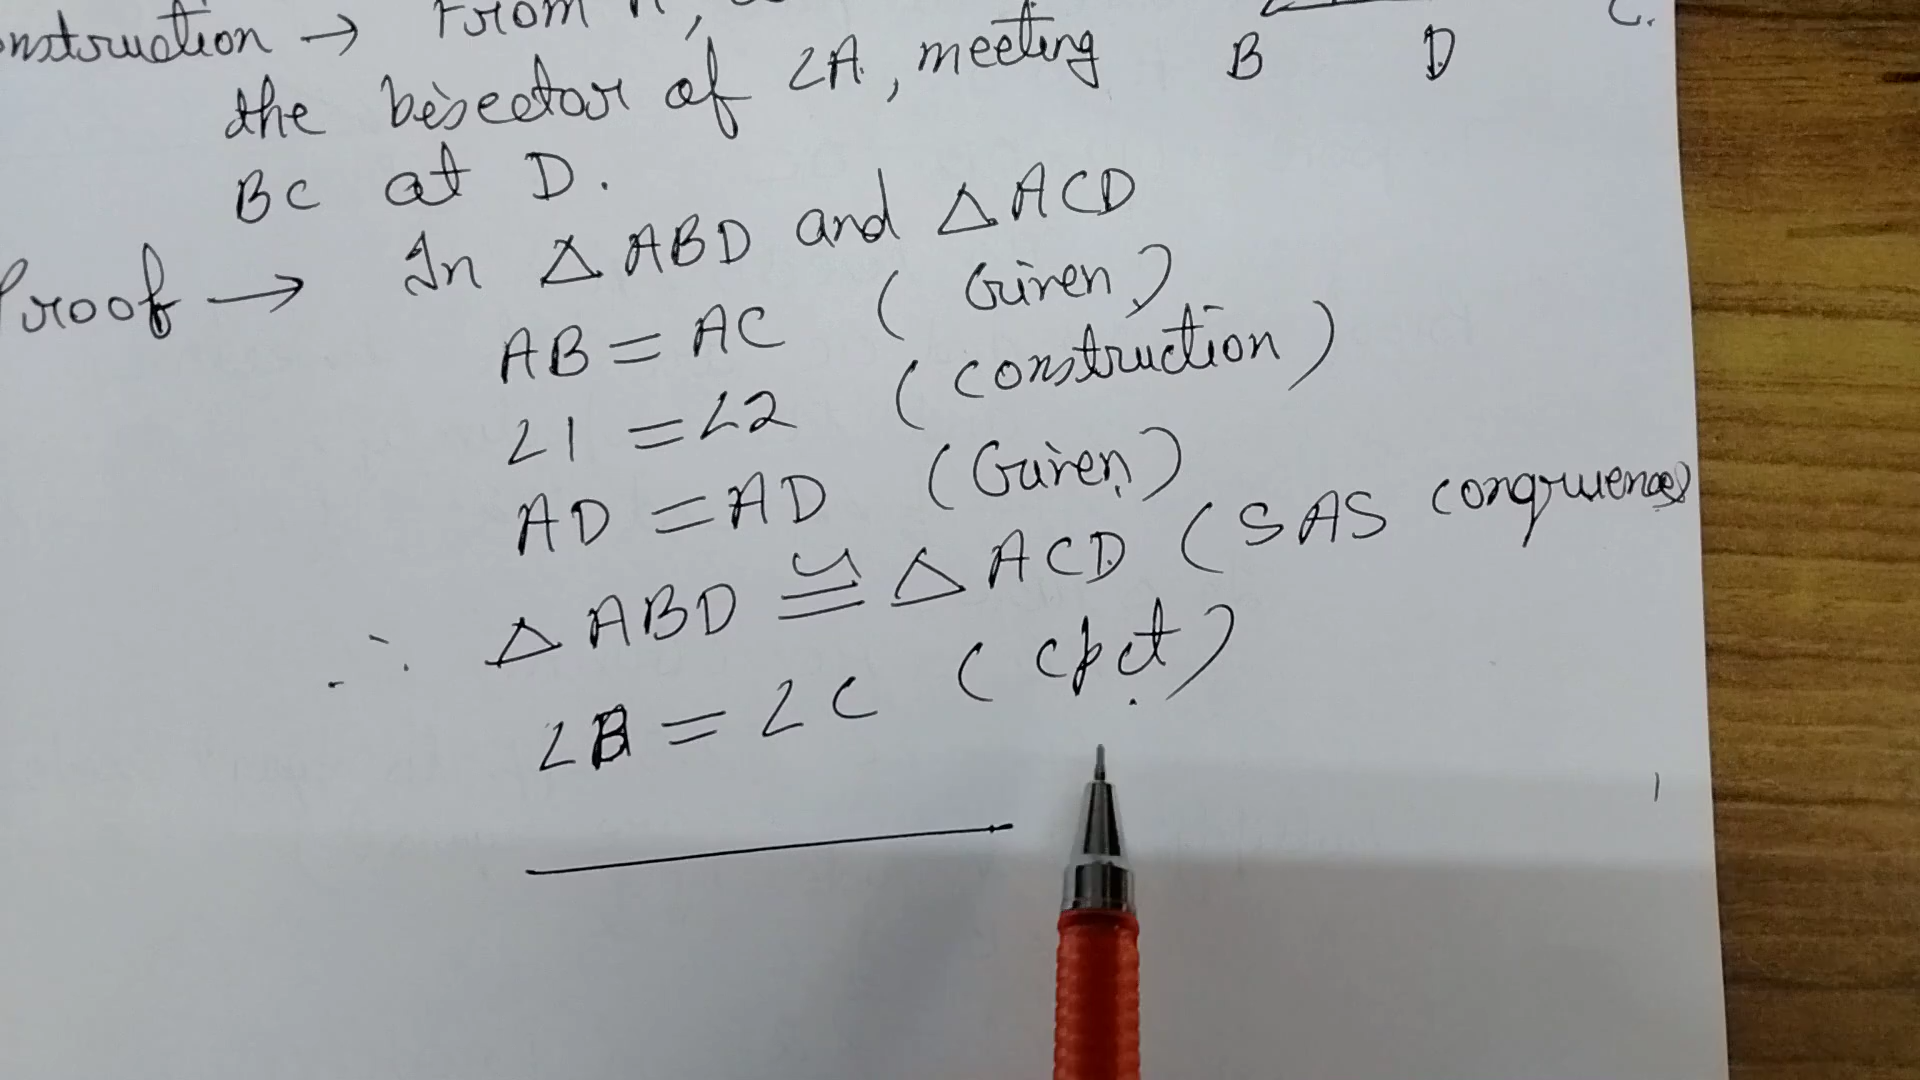 nstruction → From A,
the bisector of ∠A, meeting
BC at D.
B D C.
Proof → In △ ABD and △ ACD
AB = AC (Given)
∠1 = ∠2 (construction)
AD = AD (Given)
∴ △ ABD ≅ △ ACD (SAS congruence)
∠B = ∠C (cpct)